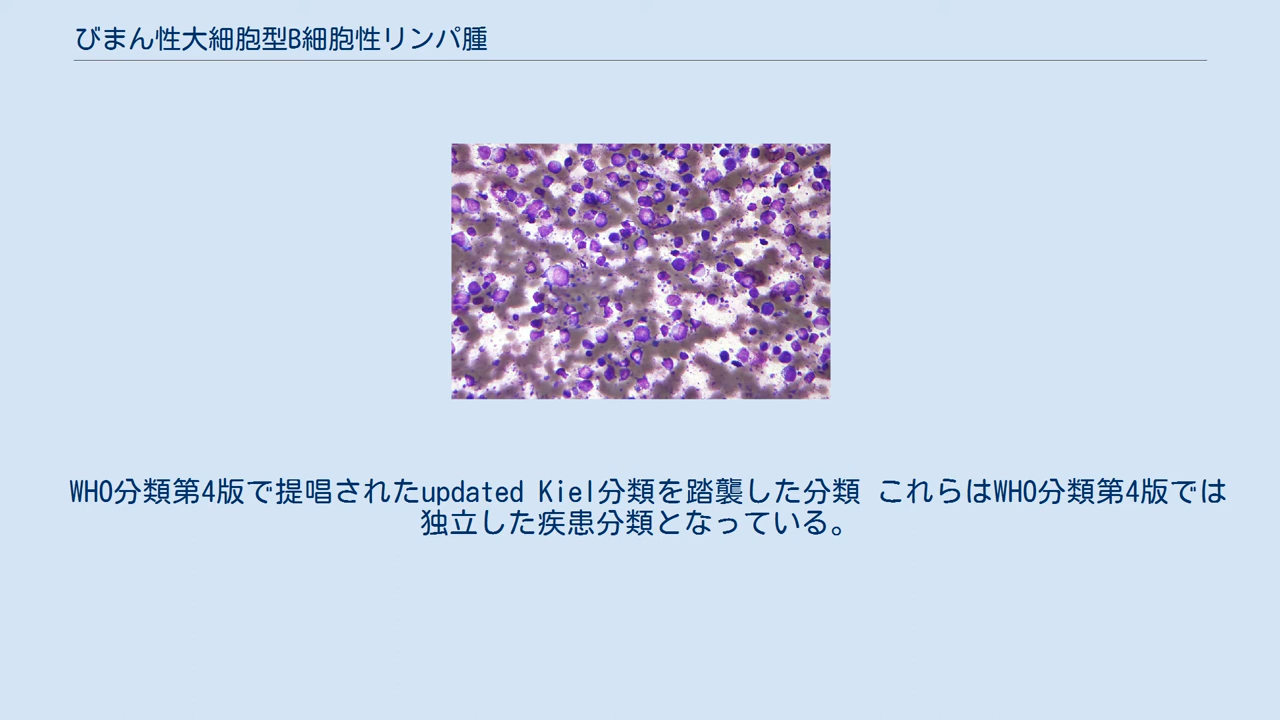 びまん性大細胞型B細胞性リンパ腫
WHO分類第4版で提唱されたupdated Kiel分類を踏襲した分類 これらはWHO分類第4版では
独立した疾患分類となっている。